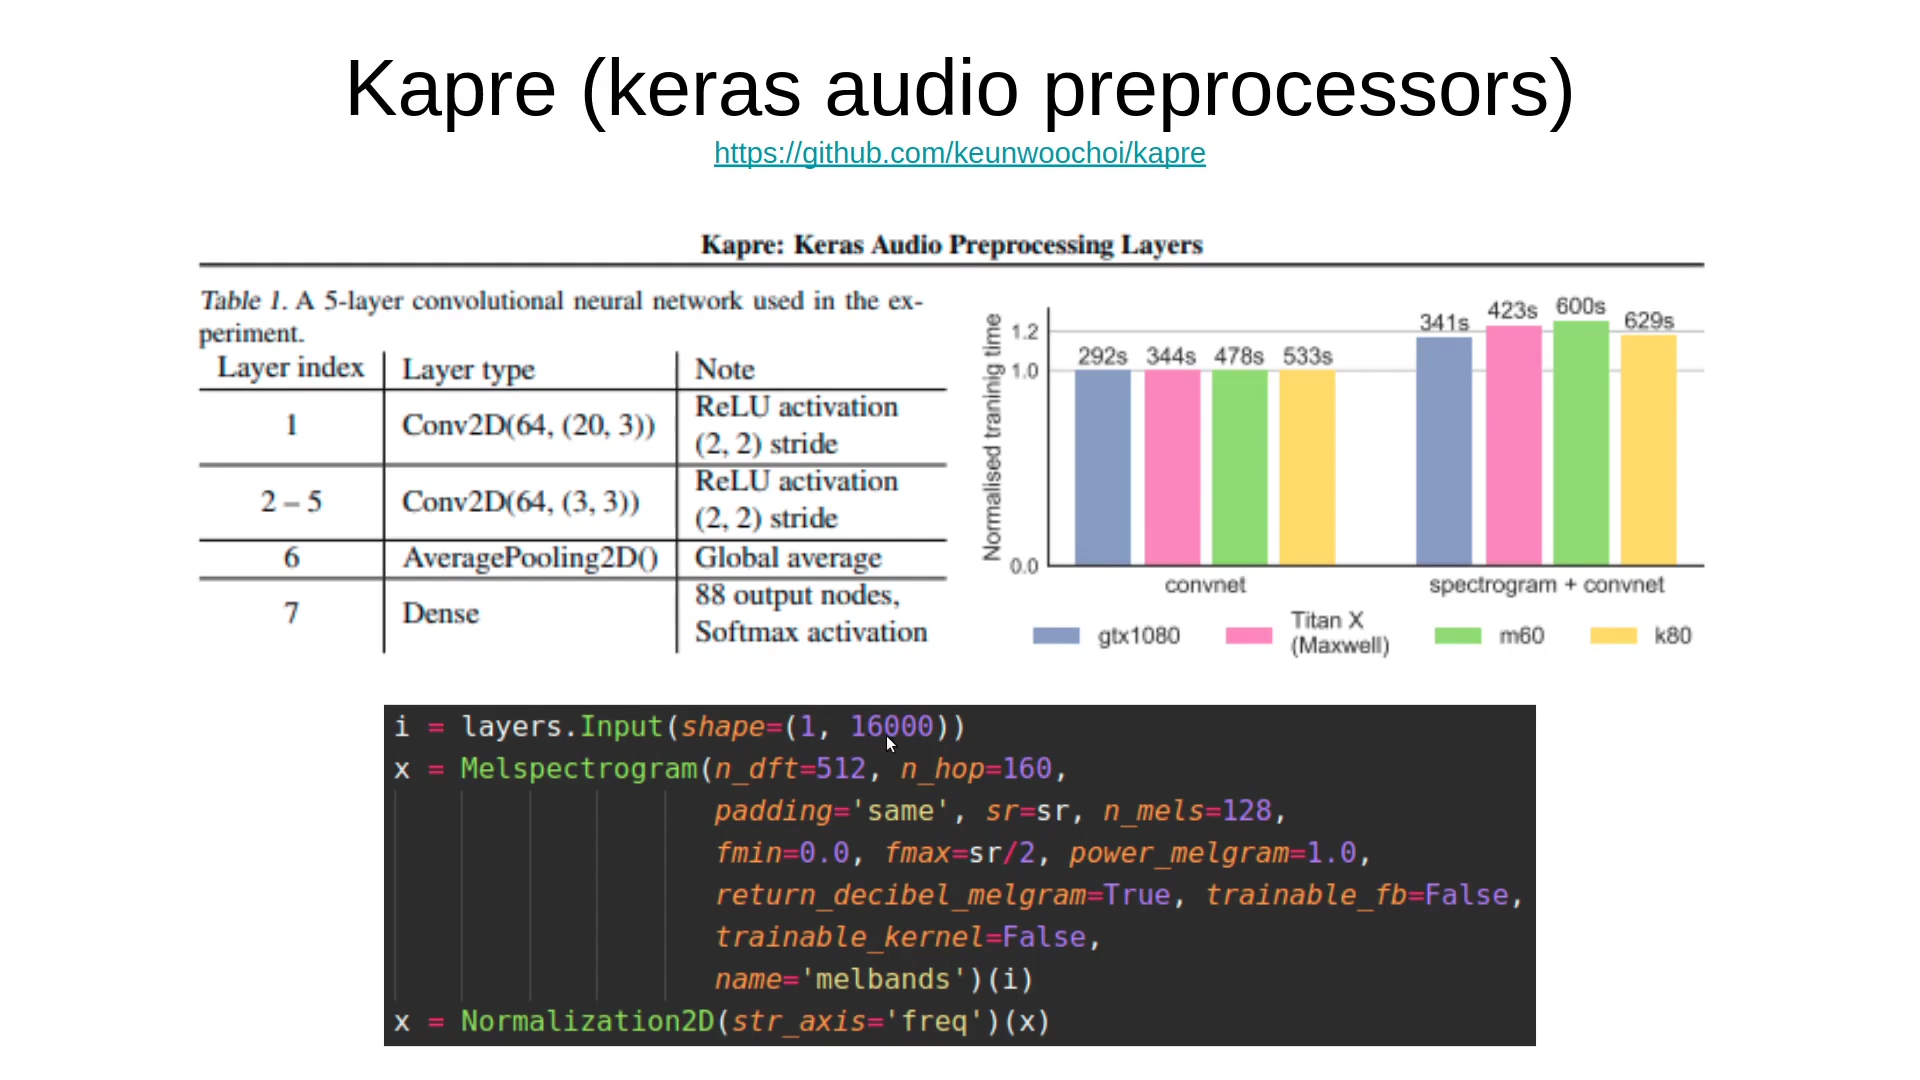 Kapre (keras audio preprocessors)
https://github.com/keunwoochoi/kapre
Kapre: Keras Audio Preprocessing Layers
Table 1. A 5-layer convolutional neural network used in the ex-
periment.
Layer index Layer type Note
1 Conv2D(64, (20, 3)) ReLU activation
(2, 2) stride
2 – 5 Conv2D(64, (3, 3)) ReLU activation
(2, 2) stride
6 AveragePooling2D() Global average
7 Dense 88 output nodes,
Softmax activation
Normalised traninig time
1.2
1.0
0.0
292s 344s 478s 533s
341s 423s 600s 629s
convnet spectrogram + convnet
gtx1080 Titan X
(Maxwell) m60 k80
i = layers.Input(shape=(1, 16000))
x = Melspectrogram(n_dft=512, n_hop=160,
padding='same', sr=sr, n_mels=128,
fmin=0.0, fmax=sr/2, power_melgram=1.0,
return_decibel_melgram=True, trainable_fb=False,
trainable_kernel=False,
name='melbands')(i)
x = Normalization2D(str_axis='freq')(x)